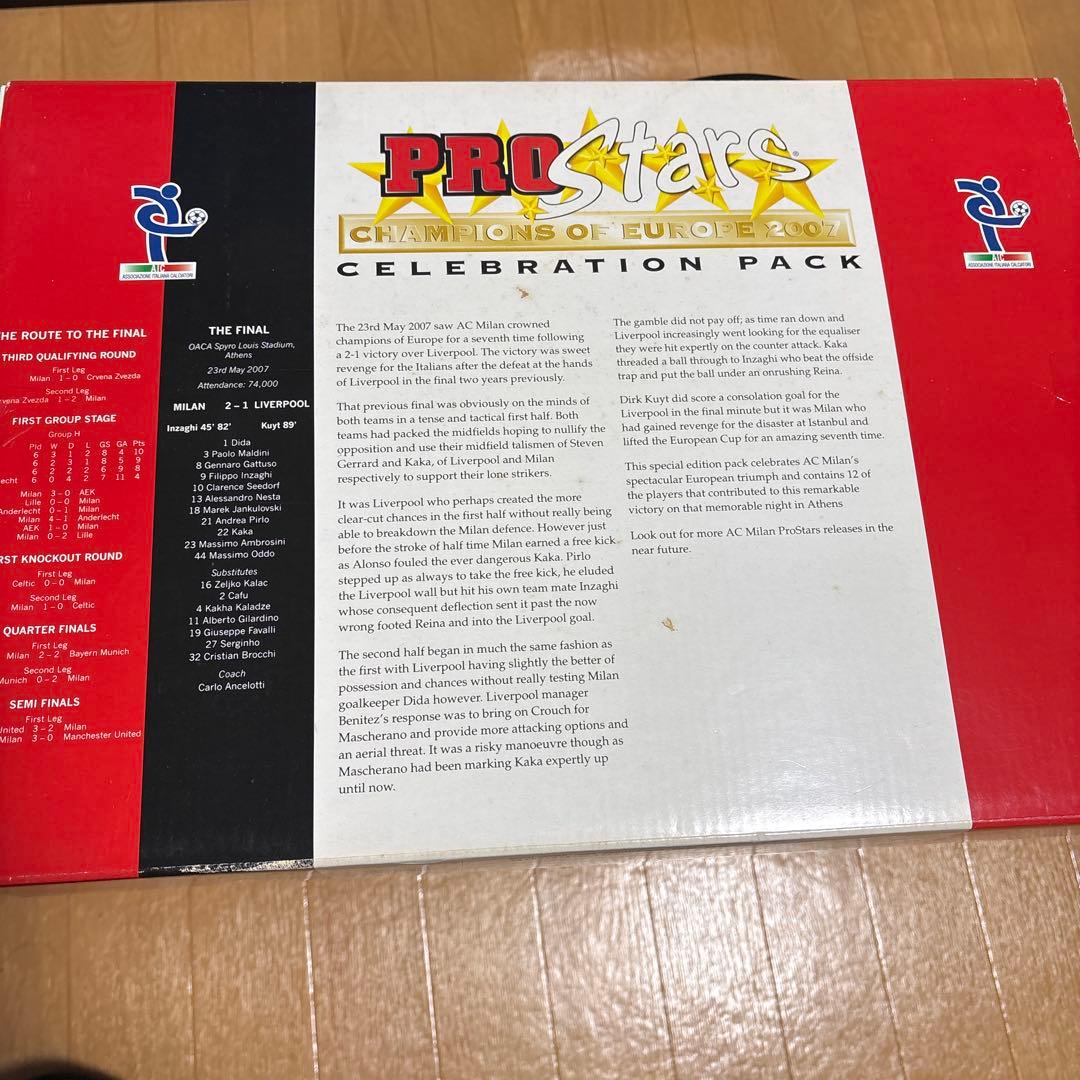 PROStars
CHAMPIONS OF EUROPE 2007
CELEBRATION PACK
AIC
ASSOCIAZIONE ITALIANA CALCIATORI
AIC
ASSOCIAZIONE ITALIANA CALCIATORI
HE ROUTE TO THE FINAL
THIRD QUALIFYING ROUND
First Leg
Milan 1-0 Crvena Zvezda
Second Leg
vena Zvezda 1-2 Milan
FIRST GROUP STAGE
Group H
Pld W D L GS GA Pts
6 3 1 2 8 4 10
6 2 3 1 8 5 9
6 2 2 2 6 9 8
echt 6 0 4 2 7 11 4
Milan 3-0 AEK
Lille 0-0 Milan
Anderlecht 0-1 Milan
Milan 4-1 Anderlecht
AEK 1-0 Milan
Milan 0-2 Lille
RST KNOCKOUT ROUND
First Leg
Celtic 0-0 Milan
Second Leg
Milan 1-0 Celtic
QUARTER FINALS
First Leg
Milan 2-2 Bayern Munich
Second Leg
Munich 0-2 Milan
SEMI FINALS
First Leg
United 3-2 Milan
Milan 3-0 Manchester United
THE FINAL
OACA Spyro Louis Stadium,
Athens
23rd May 2007
Attendance: 74,000
MILAN 2-1 LIVERPOOL
Inzaghi 45' 82' Kuyt 89'
1 Dida
3 Paolo Maldini
8 Gennaro Gattuso
9 Filippo Inzaghi
10 Clarence Seedorf
13 Alessandro Nesta
18 Marek Jankulovski
21 Andrea Pirlo
22 Kaka
23 Massimo Ambrosini
44 Massimo Oddo
Substitutes
16 Zeljko Kalac
2 Cafu
4 Kakha Kaladze
11 Alberto Gilardino
19 Giuseppe Favalli
27 Serginho
32 Cristian Brocchi
Coach
Carlo Ancelotti
The 23rd May 2007 saw AC Milan crowned
champions of Europe for a seventh time following
a 2-1 victory over Liverpool. The victory was sweet
revenge for the Italians after the defeat at the hands
of Liverpool in the final two years previously.
That previous final was obviously on the minds of
both teams in a tense and tactical first half. Both
teams had packed the midfields hoping to nullify the
opposition and use their midfield talismen of Steven
Gerrard and Kaka, of Liverpool and Milan
respectively to support their lone strikers.
It was Liverpool who perhaps created the more
clear-cut chances in the first half without really being
able to breakdown the Milan defence. However just
before the stroke of half time Milan earned a free kick
as Alonso fouled the ever dangerous Kaka. Pirlo
stepped up as always to take the free kick, he eluded
the Liverpool wall but hit his own team mate Inzaghi
whose consequent deflection sent it past the now
wrong footed Reina and into the Liverpool goal.
The second half began in much the same fashion as
the first with Liverpool having slightly the better of
possession and chances without really testing Milan
goalkeeper Dida however. Liverpool manager
Benitez's response was to bring on Crouch for
Mascherano and provide more attacking options and
an aerial threat. It was a risky manoeuvre though as
Mascherano had been marking Kaka expertly up
until now.
The gamble did not pay off; as time ran down and
Liverpool increasingly went looking for the equaliser
they were hit expertly on the counter attack. Kaka
threaded a ball through to Inzaghi who beat the offside
trap and put the ball under an onrushing Reina.
Dirk Kuyt did score a consolation goal for the
Liverpool in the final minute but it was Milan who
had gained revenge for the disaster at Istanbul and
lifted the European Cup for an amazing seventh time.
This special edition pack celebrates AC Milan's
spectacular European triumph and contains 12 of
the players that contributed to this remarkable
victory on that memorable night in Athens
Look out for more AC Milan ProStars releases in the
near future.